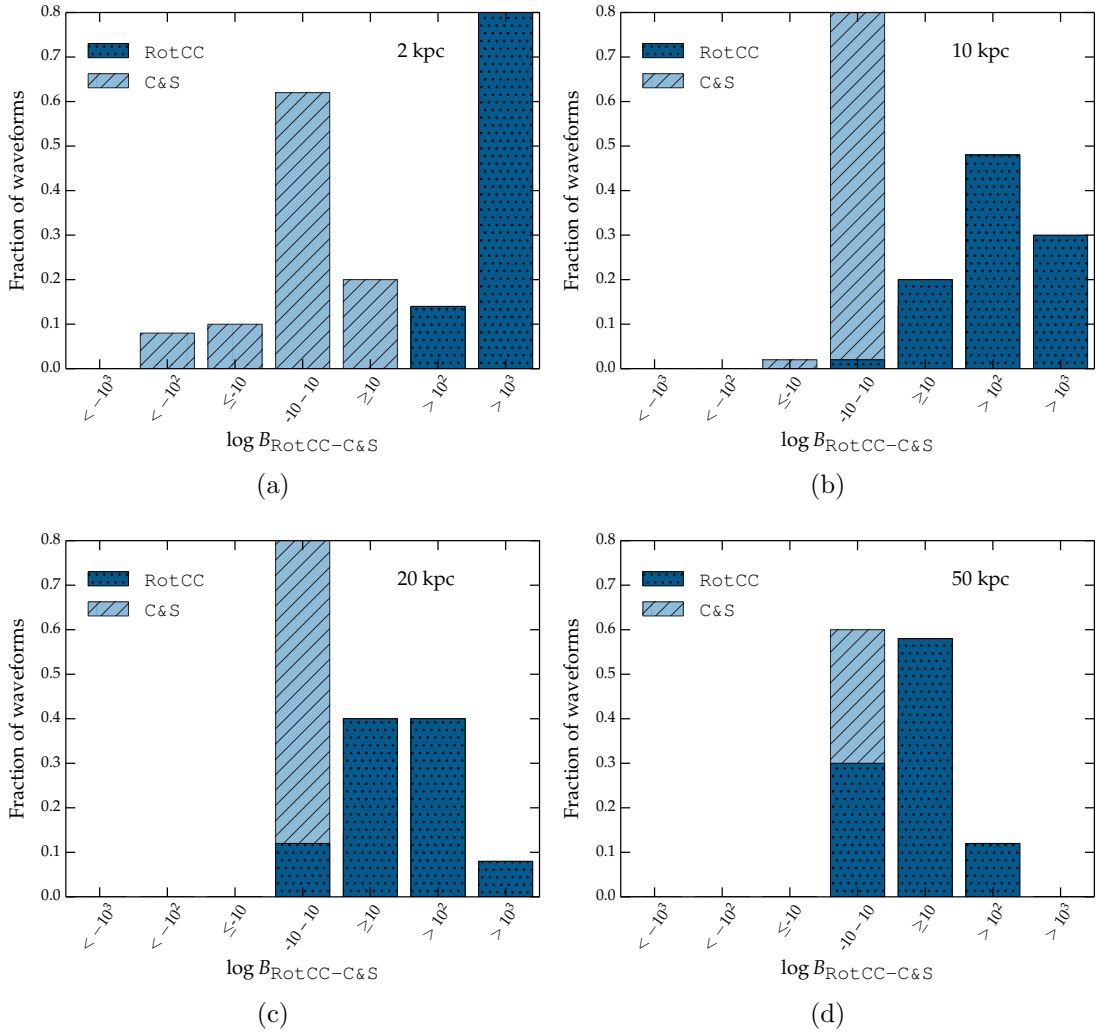 0.8
0.7
0.6
0.5
0.4
0.3
0.2
0.1
0.0
Fraction of waveforms
RotCC
C&S
2 kpc
< −10³
< −10²
≤-10
-10 − 10
≥10
> 10²
> 10³
log B_RotCC−C&S
(a)
0.8
0.7
0.6
0.5
0.4
0.3
0.2
0.1
0.0
Fraction of waveforms
RotCC
C&S
10 kpc
< −10³
< −10²
≤-10
-10 − 10
≥10
> 10²
> 10³
log B_RotCC−C&S
(b)
0.8
0.7
0.6
0.5
0.4
0.3
0.2
0.1
0.0
Fraction of waveforms
RotCC
C&S
20 kpc
< −10³
< −10²
≤-10
-10 − 10
≥10
> 10²
> 10³
log B_RotCC−C&S
(c)
0.8
0.7
0.6
0.5
0.4
0.3
0.2
0.1
0.0
Fraction of waveforms
RotCC
C&S
50 kpc
< −10³
< −10²
≤-10
-10 − 10
≥10
> 10²
> 10³
log B_RotCC−C&S
(d)